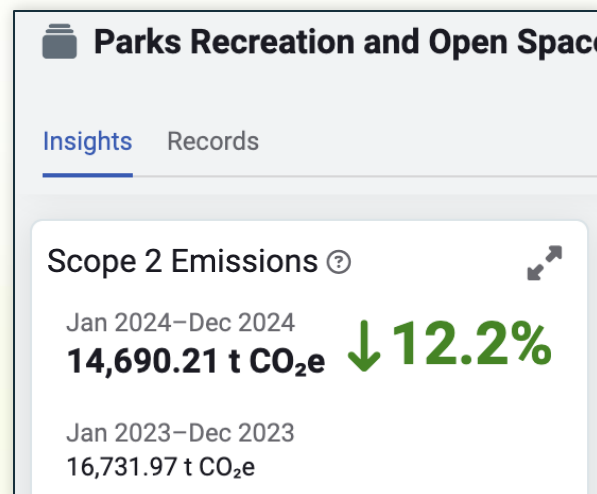 Parks Recreation and Open Spac
Insights Records
Scope 2 Emissions ?
Jan 2024–Dec 2024
14,690.21 t CO₂e ↓12.2%
Jan 2023–Dec 2023
16,731.97 t CO₂e